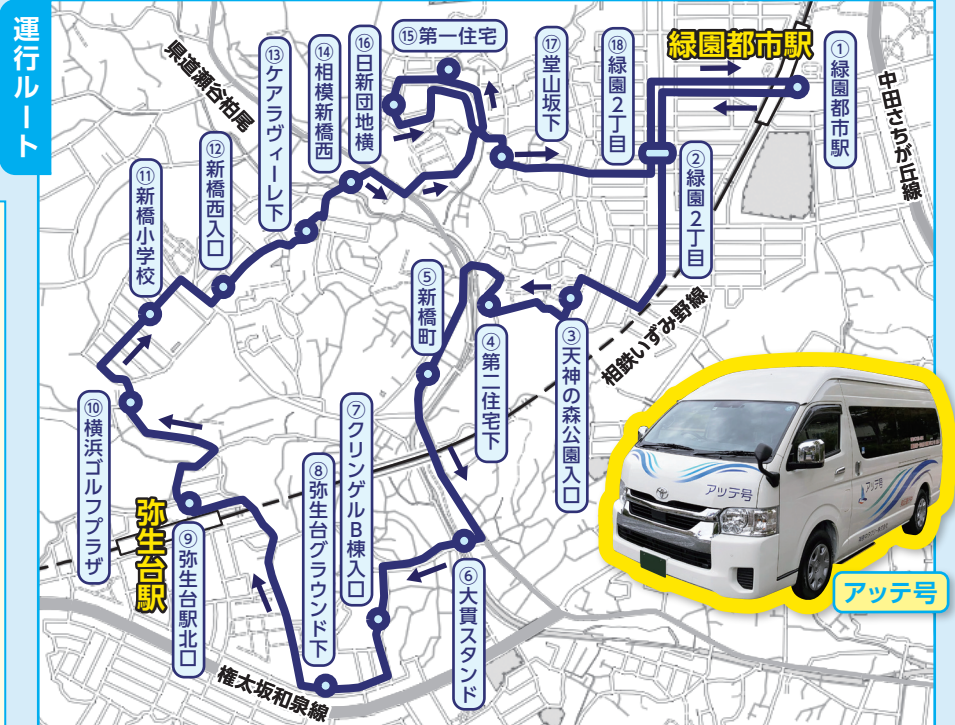 運行ルート
緑園都市駅
①緑園都市駅
②緑園2丁目
③天神の森公園入口
④第二住宅下
⑤新橋町
⑥大貫スタンド
⑦クリンゲルB棟入口
⑧弥生台グラウンド下
⑨弥生台駅北口
⑩横浜ゴルフプラザ
⑪新橋小学校
⑫新橋西入口
⑬ケアラヴィーレ下
⑭相模新橋西
⑮第一住宅
⑯日新団地横
⑰堂山坂下
⑱緑園2丁目
弥生台駅
県道瀬谷柏尾
中田さちが丘線
相鉄いずみ野線
権太坂和泉線
アッテ号
アッテ号
アッテ号